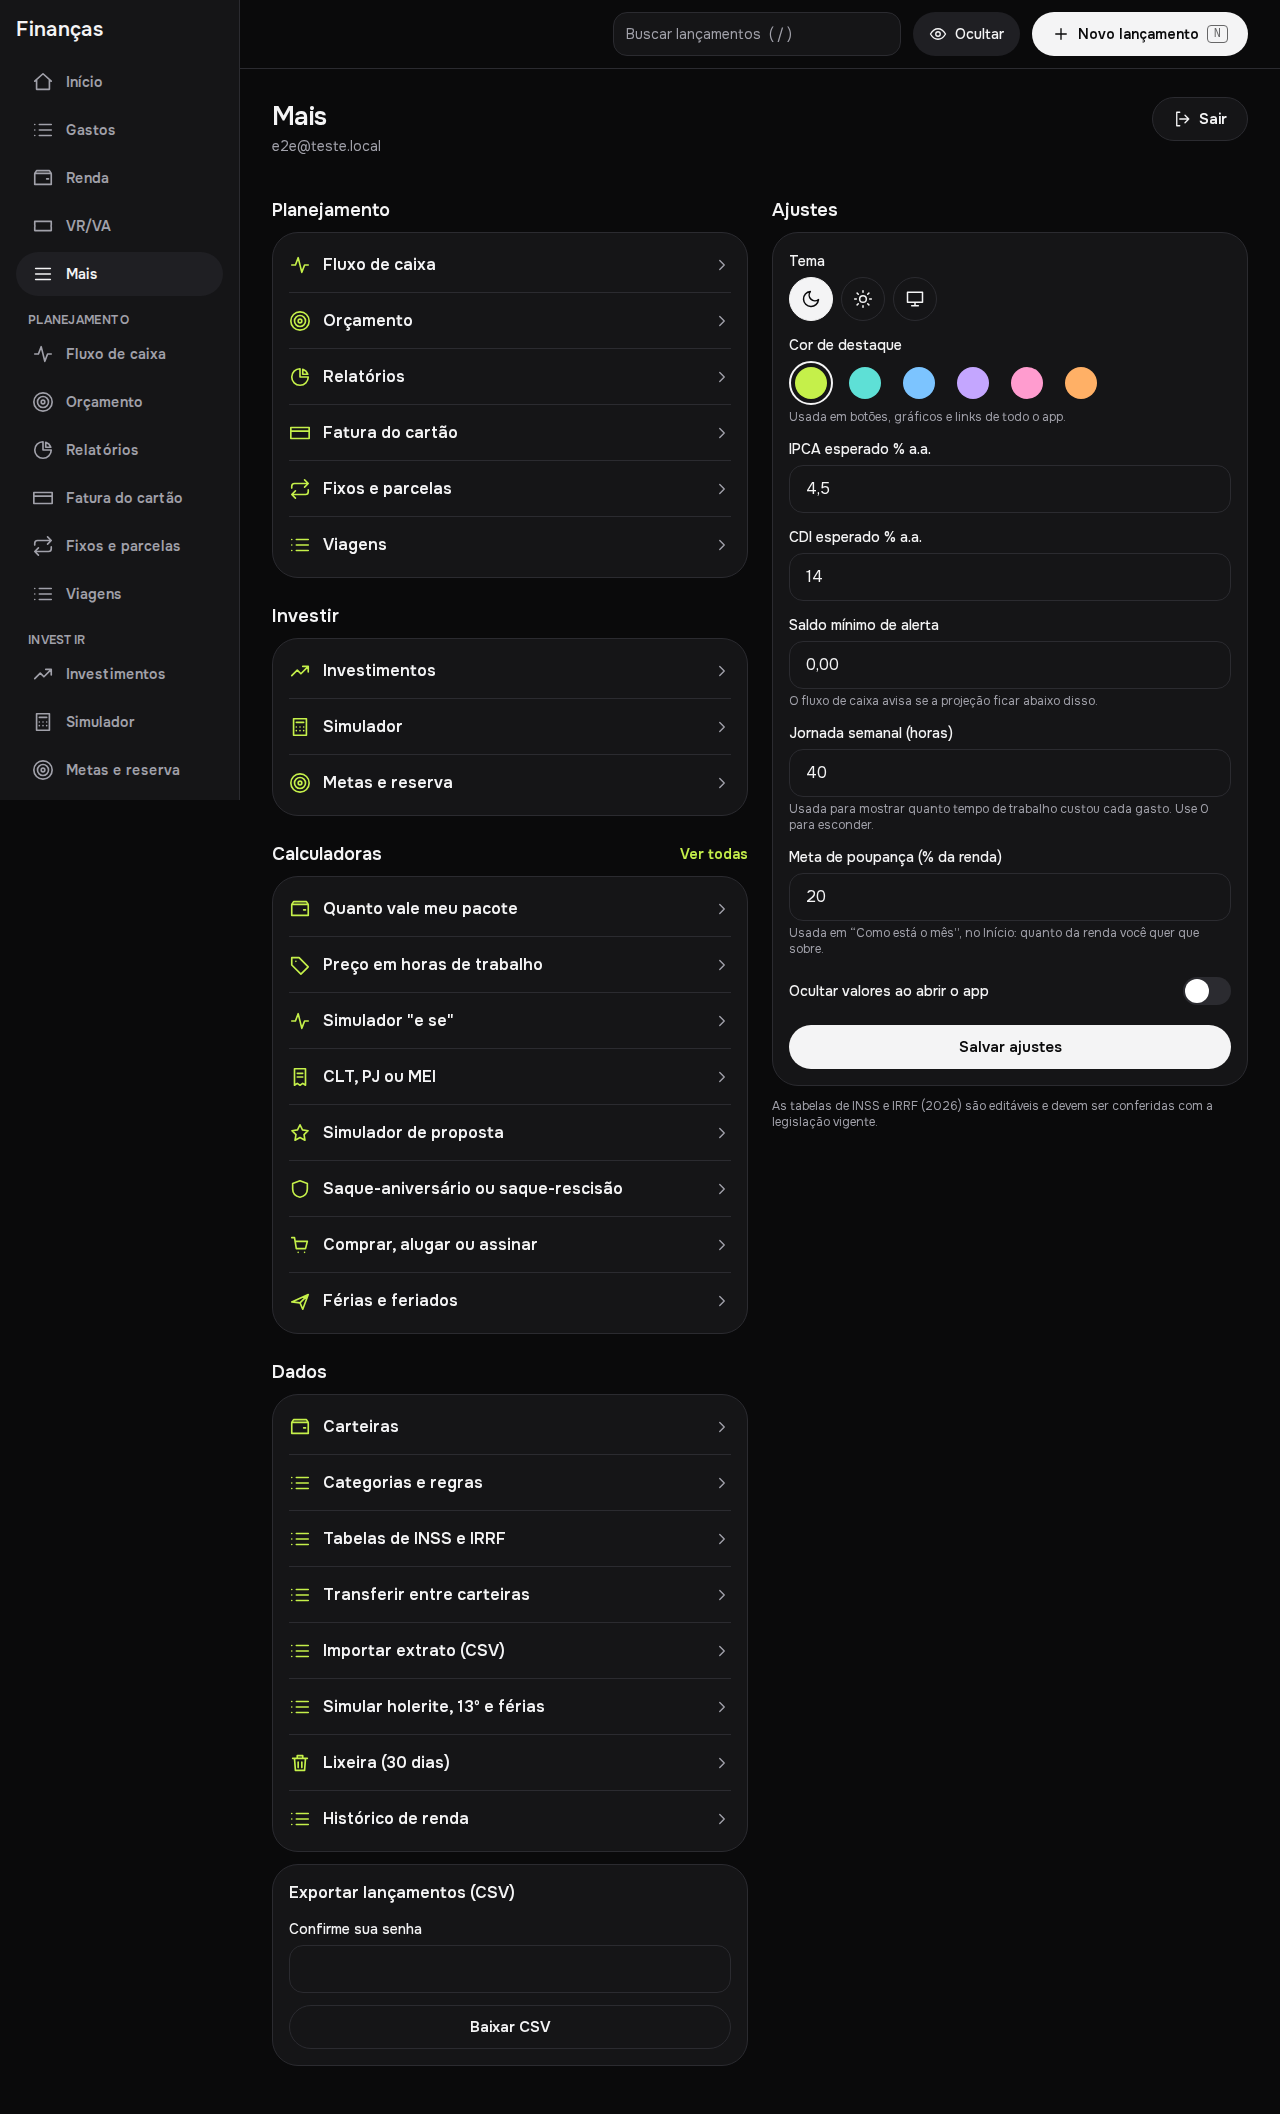 Finanças
Início
Gastos
Renda
VR/VA
Mais
PLANEJAMENTO
Fluxo de caixa
Orçamento
Relatórios
Fatura do cartão
Fixos e parcelas
Viagens
INVESTIR
Investimentos
Simulador
Metas e reserva
Buscar lançamentos ( / )
Ocultar
Novo lançamento N
Mais
e2e@teste.local
Sair
Planejamento
Fluxo de caixa
Orçamento
Relatórios
Fatura do cartão
Fixos e parcelas
Viagens
Investir
Investimentos
Simulador
Metas e reserva
Calculadoras
Ver todas
Quanto vale meu pacote
Preço em horas de trabalho
Simulador "e se"
CLT, PJ ou MEI
Simulador de proposta
Saque-aniversário ou saque-rescisão
Comprar, alugar ou assinar
Férias e feriados
Dados
Carteiras
Categorias e regras
Tabelas de INSS e IRRF
Transferir entre carteiras
Importar extrato (CSV)
Simular holerite, 13º e férias
Lixeira (30 dias)
Histórico de renda
Exportar lançamentos (CSV)
Confirme sua senha
Baixar CSV
Ajustes
Tema
Cor de destaque
Usada em botões, gráficos e links de todo o app.
IPCA esperado % a.a.
4,5
CDI esperado % a.a.
14
Saldo mínimo de alerta
0,00
O fluxo de caixa avisa se a projeção ficar abaixo disso.
Jornada semanal (horas)
40
Usada para mostrar quanto tempo de trabalho custou cada gasto. Use 0
para esconder.
Meta de poupança (% da renda)
20
Usada em “Como está o mês”, no Início: quanto da renda você quer que
sobre.
Ocultar valores ao abrir o app
Salvar ajustes
As tabelas de INSS e IRRF (2026) são editáveis e devem ser conferidas com a
legislação vigente.